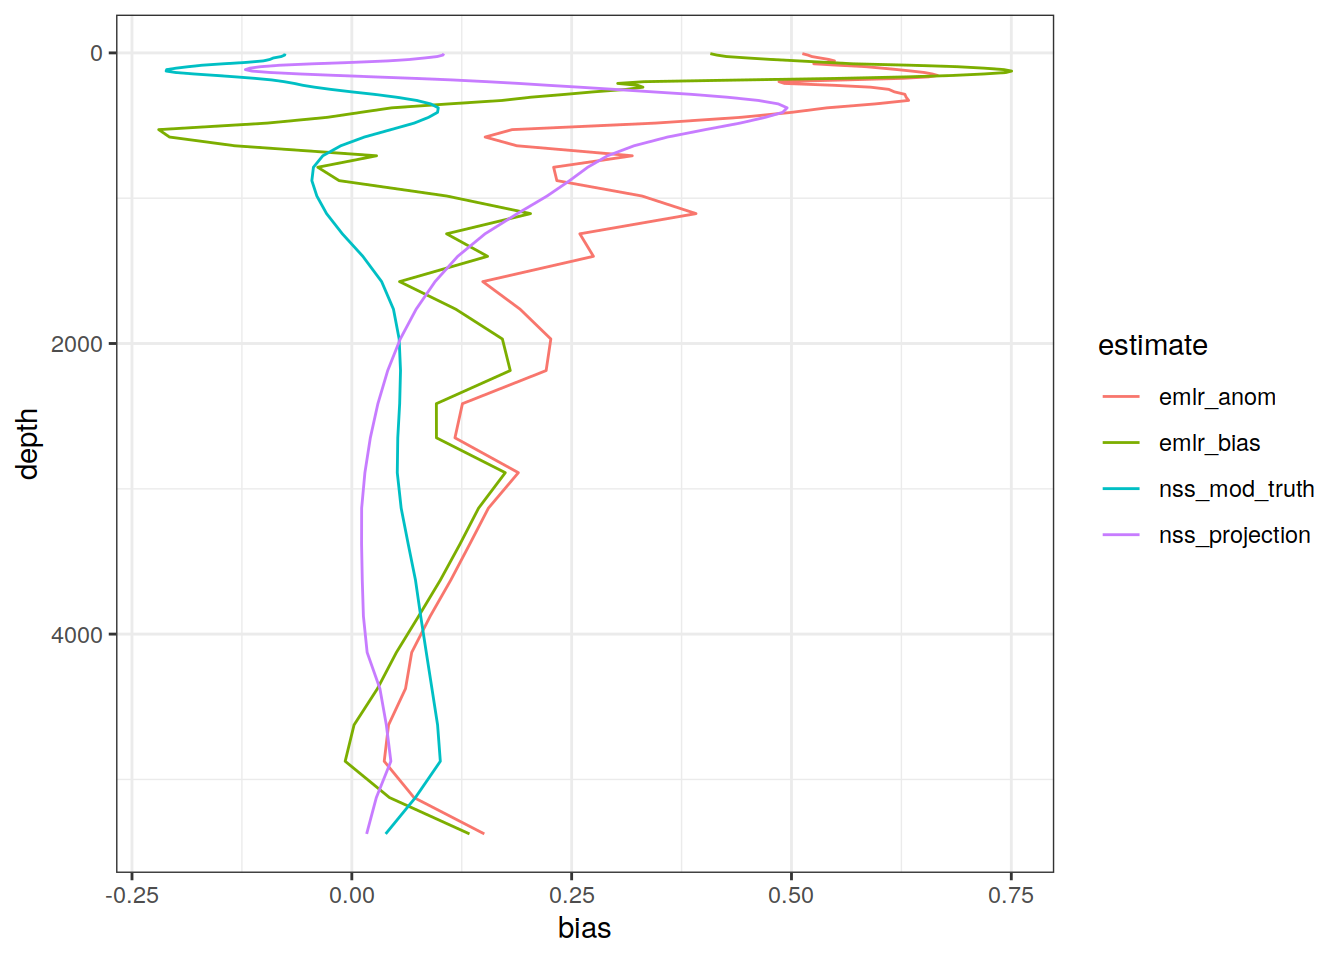 0
2000
4000
depth
-0.25
0.00
0.25
0.50
0.75
bias
estimate
emlr_anom
emlr_bias
nss_mod_truth
nss_projection